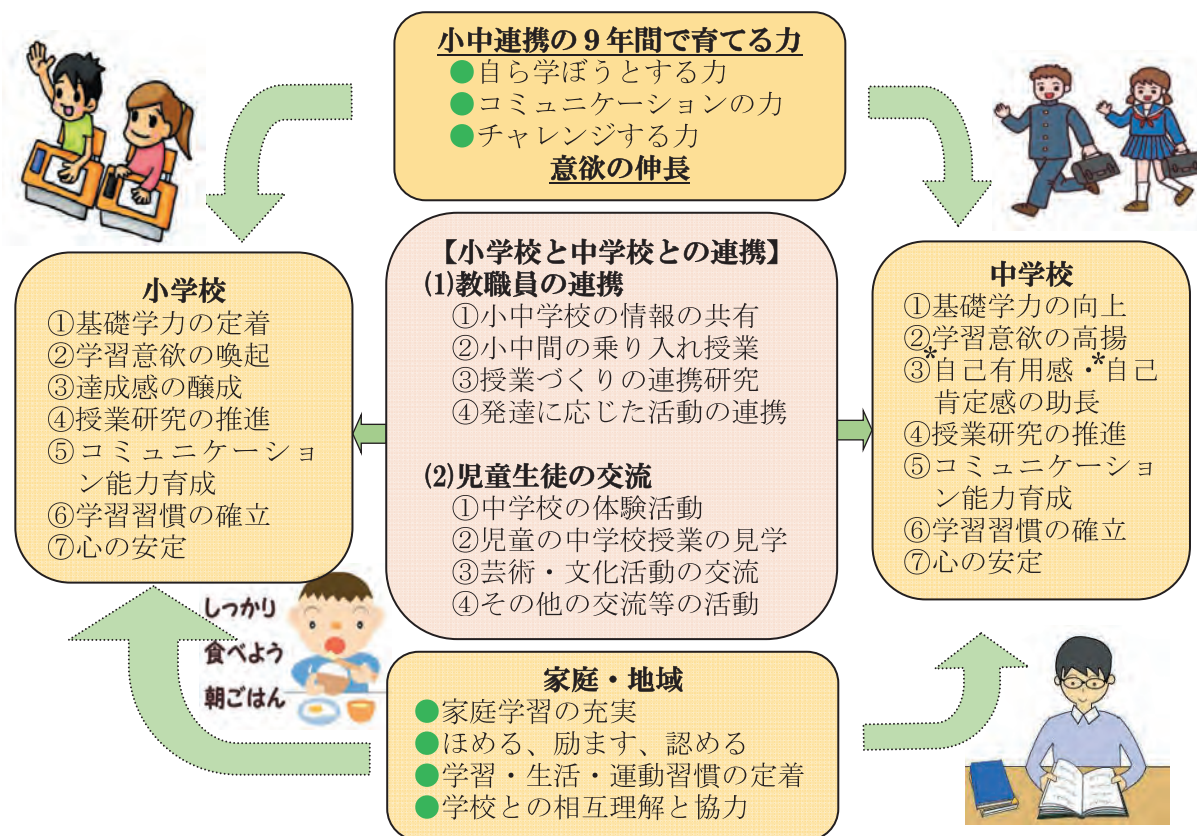 小中連携の９年間で育てる力
●自ら学ぼうとする力
●コミュニケーションの力
●チャレンジする力
意欲の伸長
小学校
①基礎学力の定着
②学習意欲の喚起
③達成感の醸成
④授業研究の推進
⑤コミュニケーショ
ン能力育成
⑥学習習慣の確立
⑦心の安定
【小学校と中学校との連携】
⑴教職員の連携
①小中学校の情報の共有
②小中間の乗り入れ授業
③授業づくりの連携研究
④発達に応じた活動の連携
⑵児童生徒の交流
①中学校の体験活動
②児童の中学校授業の見学
③芸術・文化活動の交流
④その他の交流等の活動
中学校
①基礎学力の向上
②学習意欲の高揚
③*自己有用感・*自己
肯定感の助長
④授業研究の推進
⑤コミュニケーショ
ン能力育成
⑥学習習慣の確立
⑦心の安定
しっかり
食べよう
朝ごはん
家庭・地域
●家庭学習の充実
●ほめる、励ます、認める
●学習・生活・運動習慣の定着
●学校との相互理解と協力